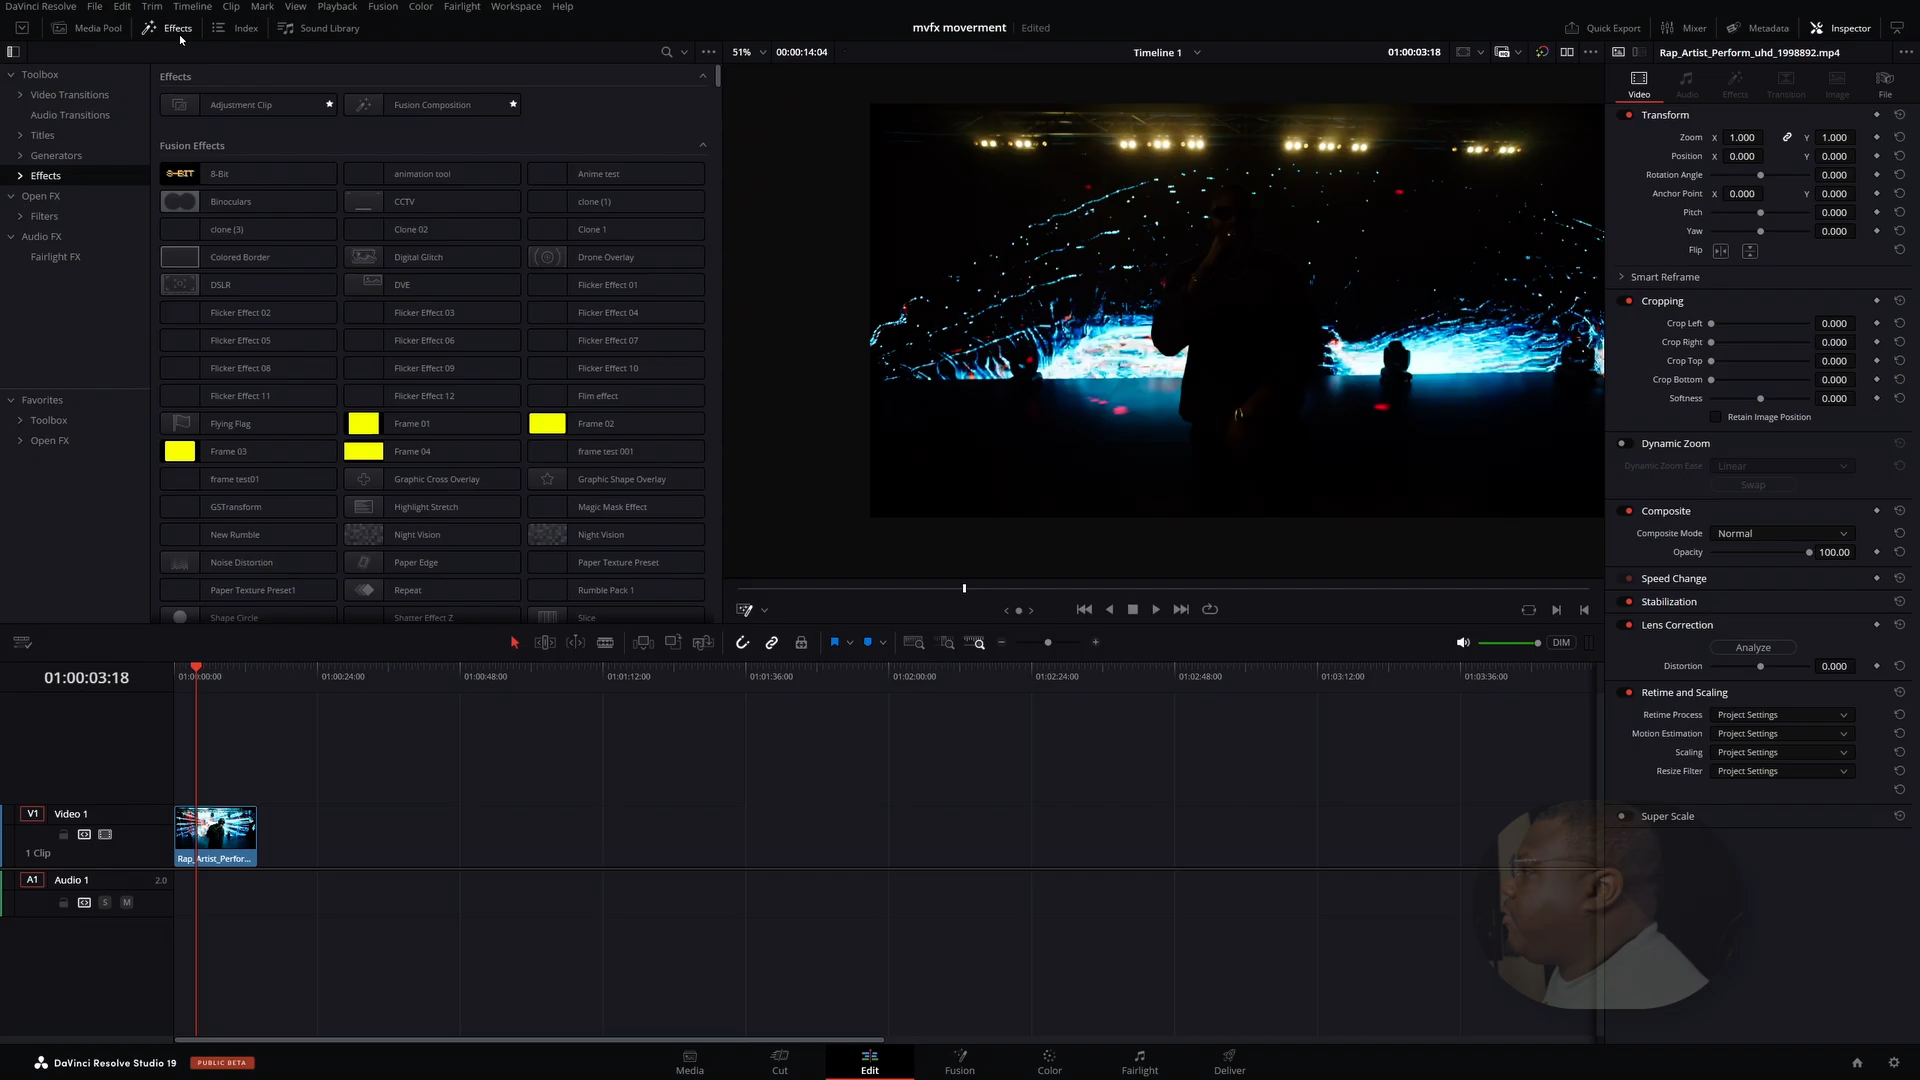 DaVinci Resolve File Edit Trim Timeline Clip Mark View Playback Fusion Color Fairlight Workspace Help
Media Pool Effects Index Sound Library mvfx moverment Edited Quick Export Mixer Metadata Inspector
51% 00:00:14:04 Timeline 1 01:00:03:18 Rap_Artist_Perform_uhd_1998892.mp4
Toolbox
Video Transitions
Audio Transitions
Titles
Generators
Effects
Open FX
Filters
Audio FX
Fairlight FX
Favorites
Toolbox
Open FX
Effects
Adjustment Clip Fusion Composition
Fusion Effects
8-BIT 8-Bit animation tool Anime test
Binoculars CCTV clone (1)
clone (3) Clone 02 Clone 1
Colored Border Digital Glitch Drone Overlay
DSLR DVE Flicker Effect 01
Flicker Effect 02 Flicker Effect 03 Flicker Effect 04
Flicker Effect 05 Flicker Effect 06 Flicker Effect 07
Flicker Effect 08 Flicker Effect 09 Flicker Effect 10
Flicker Effect 11 Flicker Effect 12 Flim effect
Flying Flag Frame 01 Frame 02
Frame 03 Frame 04 frame test 001
frame test01 Graphic Cross Overlay Graphic Shape Overlay
GSTransform Highlight Stretch Magic Mask Effect
New Rumble Night Vision Night Vision
Noise Distortion Paper Edge Paper Texture Preset
Paper Texture Preset1 Repeat Rumble Pack 1
Shape Circle Shatter Effect Z Slice
Video Audio Effects Transition Image File
Transform
Zoom X 1.000 Y 1.000
Position X 0.000 Y 0.000
Rotation Angle 0.000
Anchor Point X 0.000 Y 0.000
Pitch 0.000
Yaw 0.000
Flip
Smart Reframe
Cropping
Crop Left 0.000
Crop Right 0.000
Crop Top 0.000
Crop Bottom 0.000
Softness 0.000
Retain Image Position
Dynamic Zoom
Dynamic Zoom Ease Linear
Swap
Composite
Composite Mode Normal
Opacity 100.00
Speed Change
Stabilization
Lens Correction
Analyze
Distortion 0.000
Retime and Scaling
Retime Process Project Settings
Motion Estimation Project Settings
Scaling Project Settings
Resize Filter Project Settings
Super Scale
DIM
01:00:03:18 01:00:00:00 01:00:24:00 01:00:48:00 01:01:12:00 01:01:36:00 01:02:00:00 01:02:24:00 01:02:48:00 01:03:12:00 01:03:36:00
V1 Video 1
1 Clip
Rap_Artist_Perfor...
A1 Audio 1 2.0
S M
DaVinci Resolve Studio 19 PUBLIC BETA
Media Cut Edit Fusion Color Fairlight Deliver